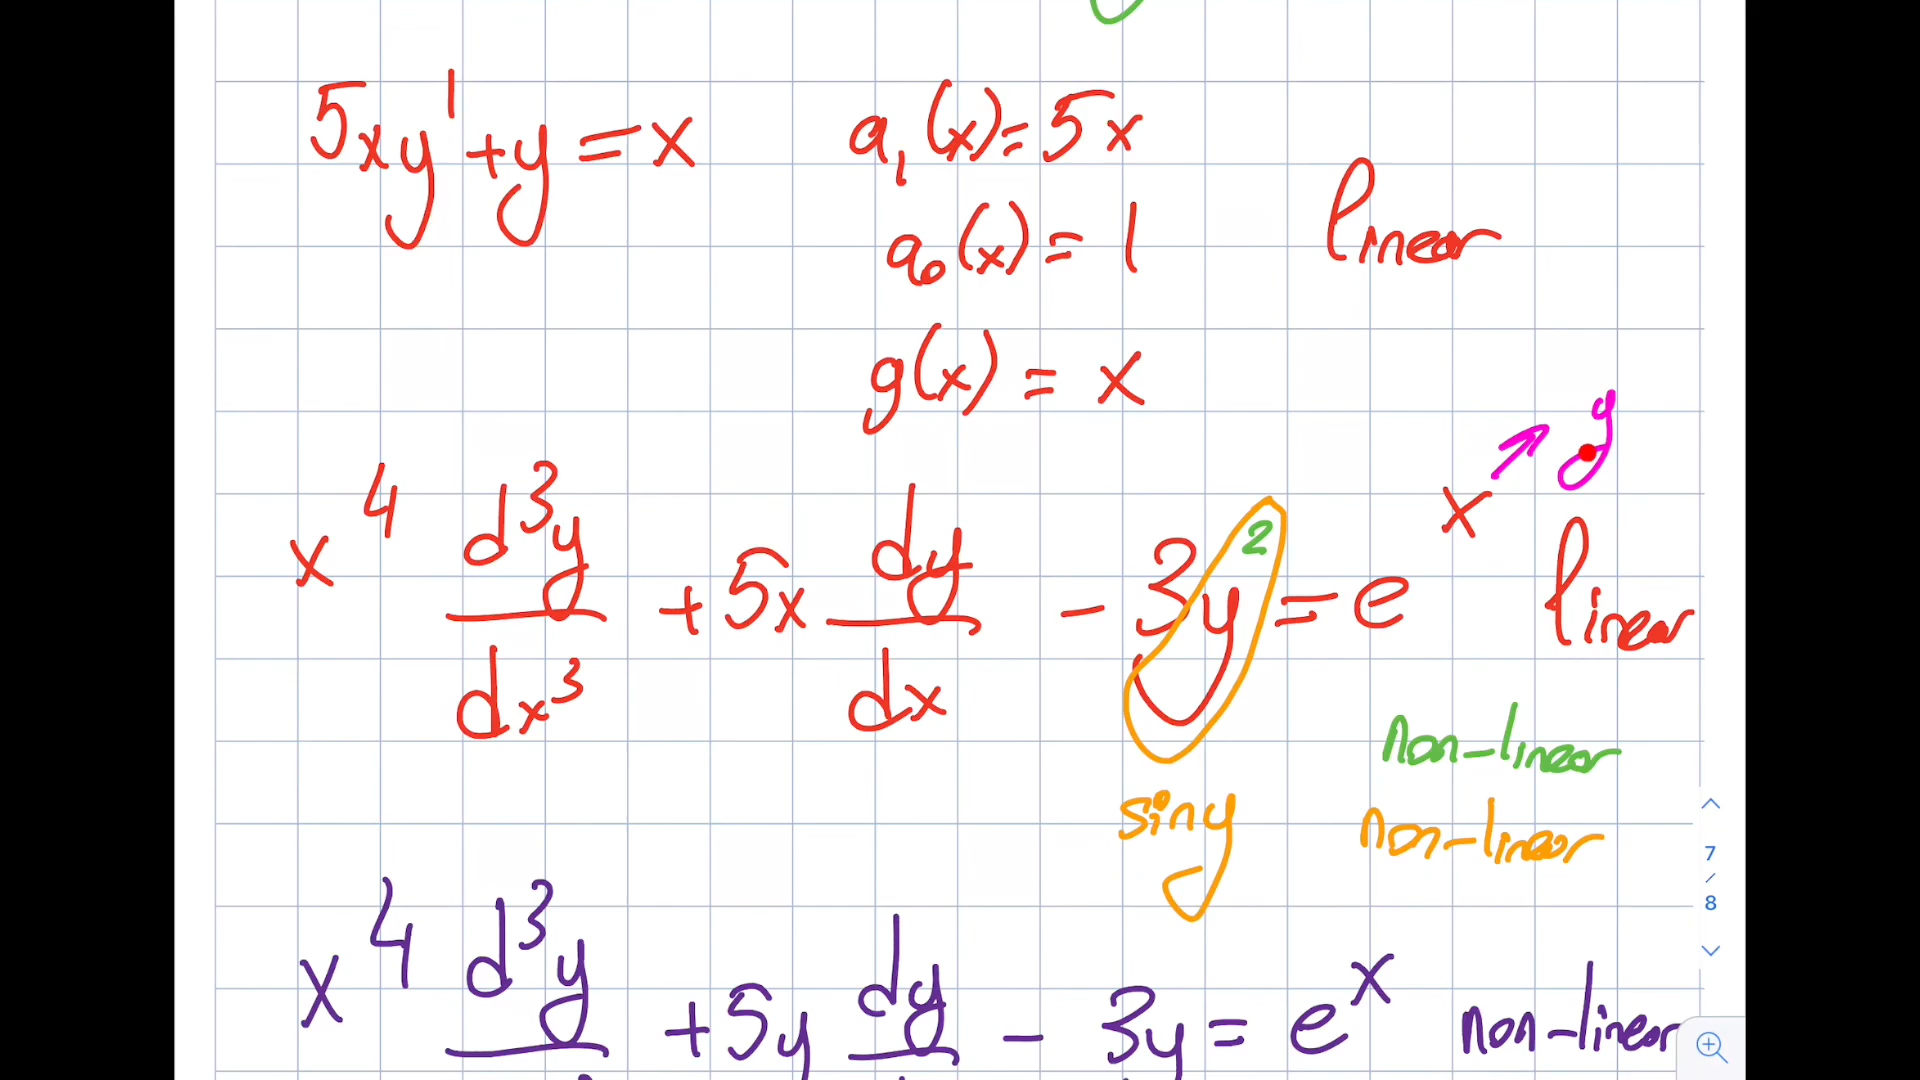 5xy' + y = x a₁(x) = 5x
a₀(x) = 1 linear
g(x) = x
x⁴ d³y/dx³ + 5x dy/dx - 3y² = eˣ ↗ y linear
non-linear
siny non-linear
x⁴ d³y + 5y dy - 3y = eˣ non-linear
7
/
8